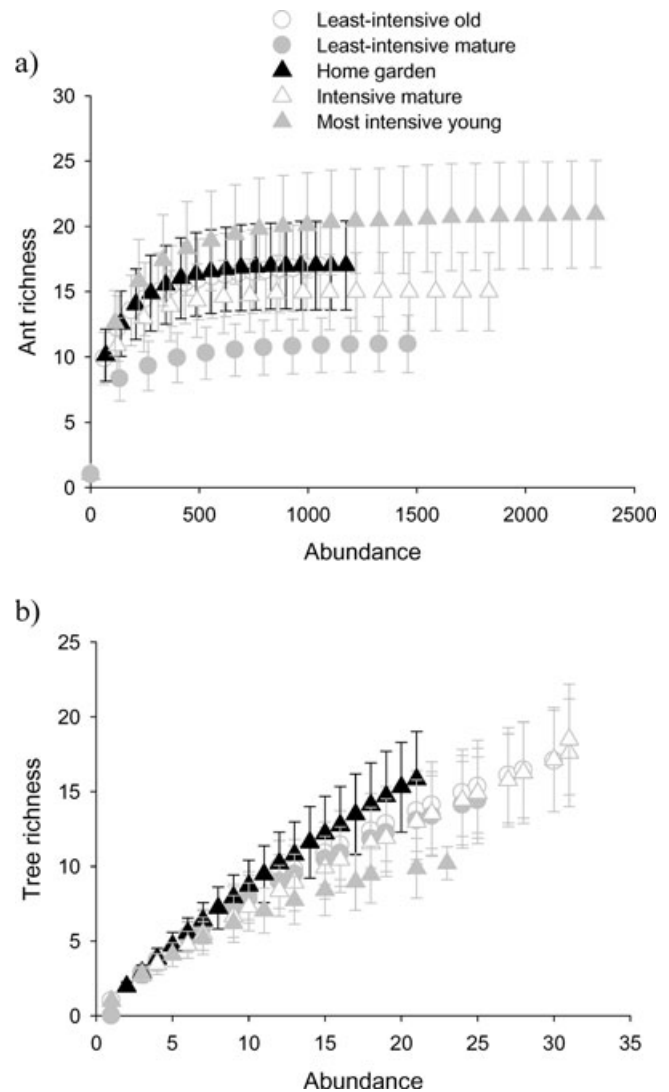 Least-intensive old
Least-intensive mature
Home garden
Intensive mature
Most intensive young
a)
30
25
20
15
10
5
0
Ant richness
0 500 1000 1500 2000 2500
Abundance
b)
25
20
15
10
5
0
Tree richness
0 5 10 15 20 25 30 35
Abundance